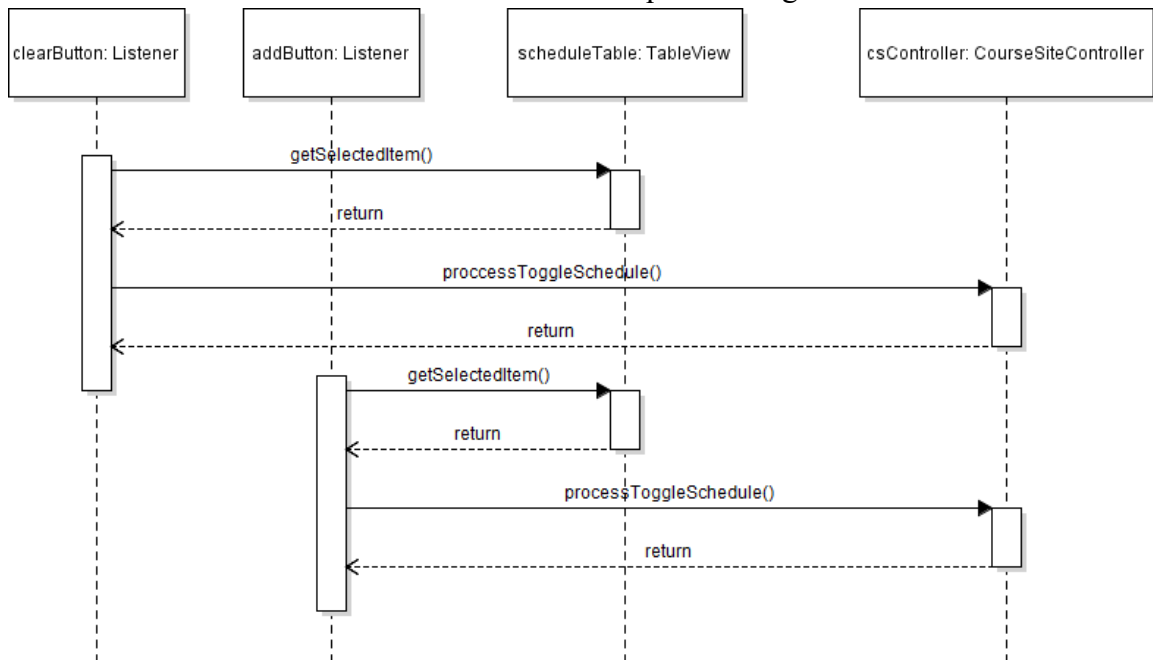 clearButton: Listener
addButton: Listener
scheduleTable: TableView
csController: CourseSiteController
getSelectedItem()
return
proccessToggleSchedule()
return
getSelectedItem()
return
processToggleSchedule()
return